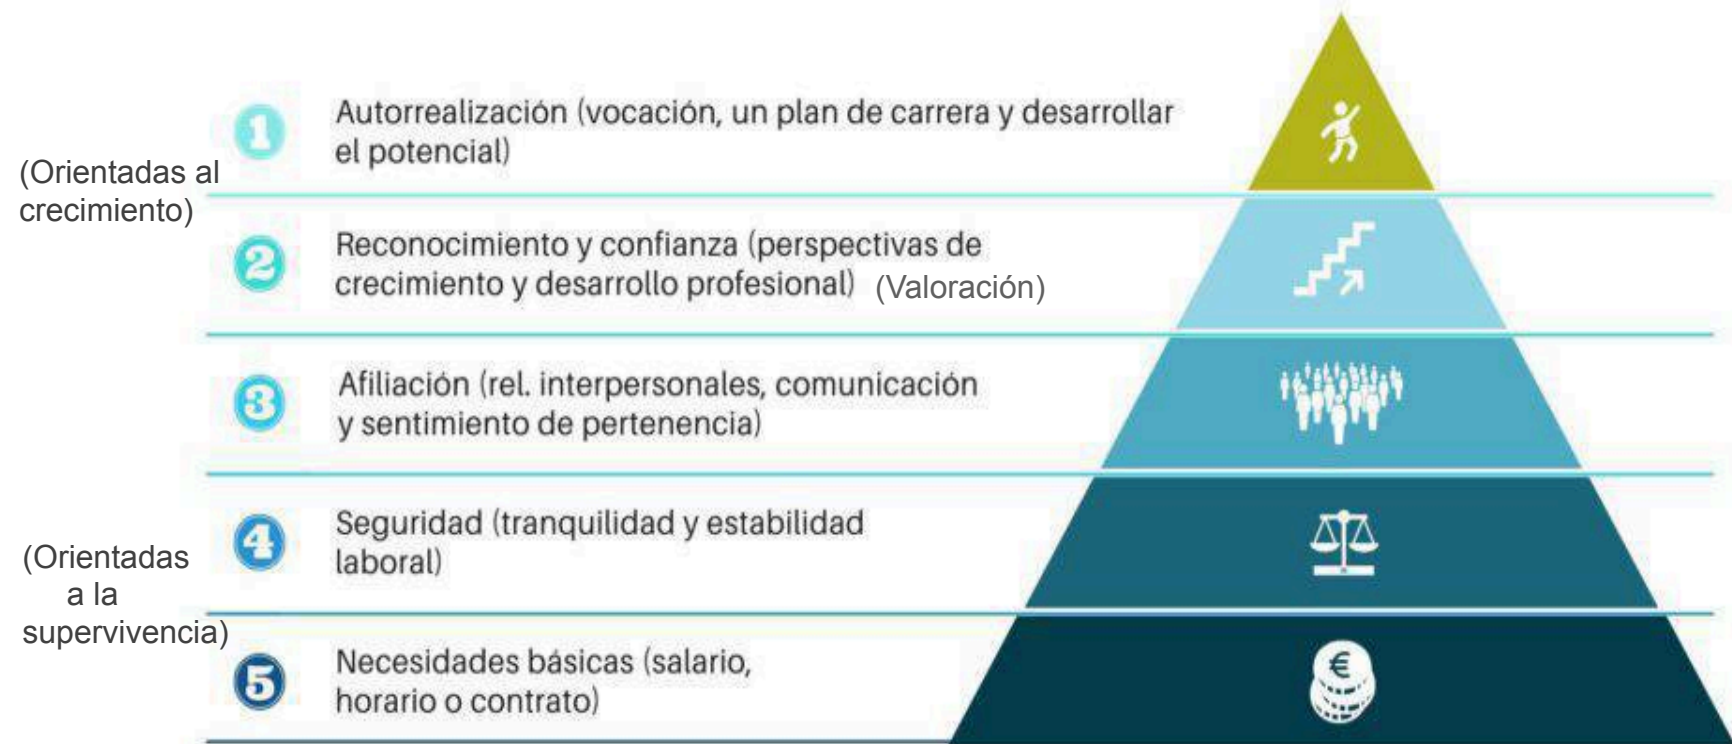 1
Autorrealización (vocación, un plan de carrera y desarrollar
el potencial)
(Orientadas al
crecimiento)
2
Reconocimiento y confianza (perspectivas de
crecimiento y desarrollo profesional) (Valoración)
3
Afiliación (rel. interpersonales, comunicación
y sentimiento de pertenencia)
4
Seguridad (tranquilidad y estabilidad
laboral)
(Orientadas
a la
supervivencia)
5
Necesidades básicas (salario,
horario o contrato)
€